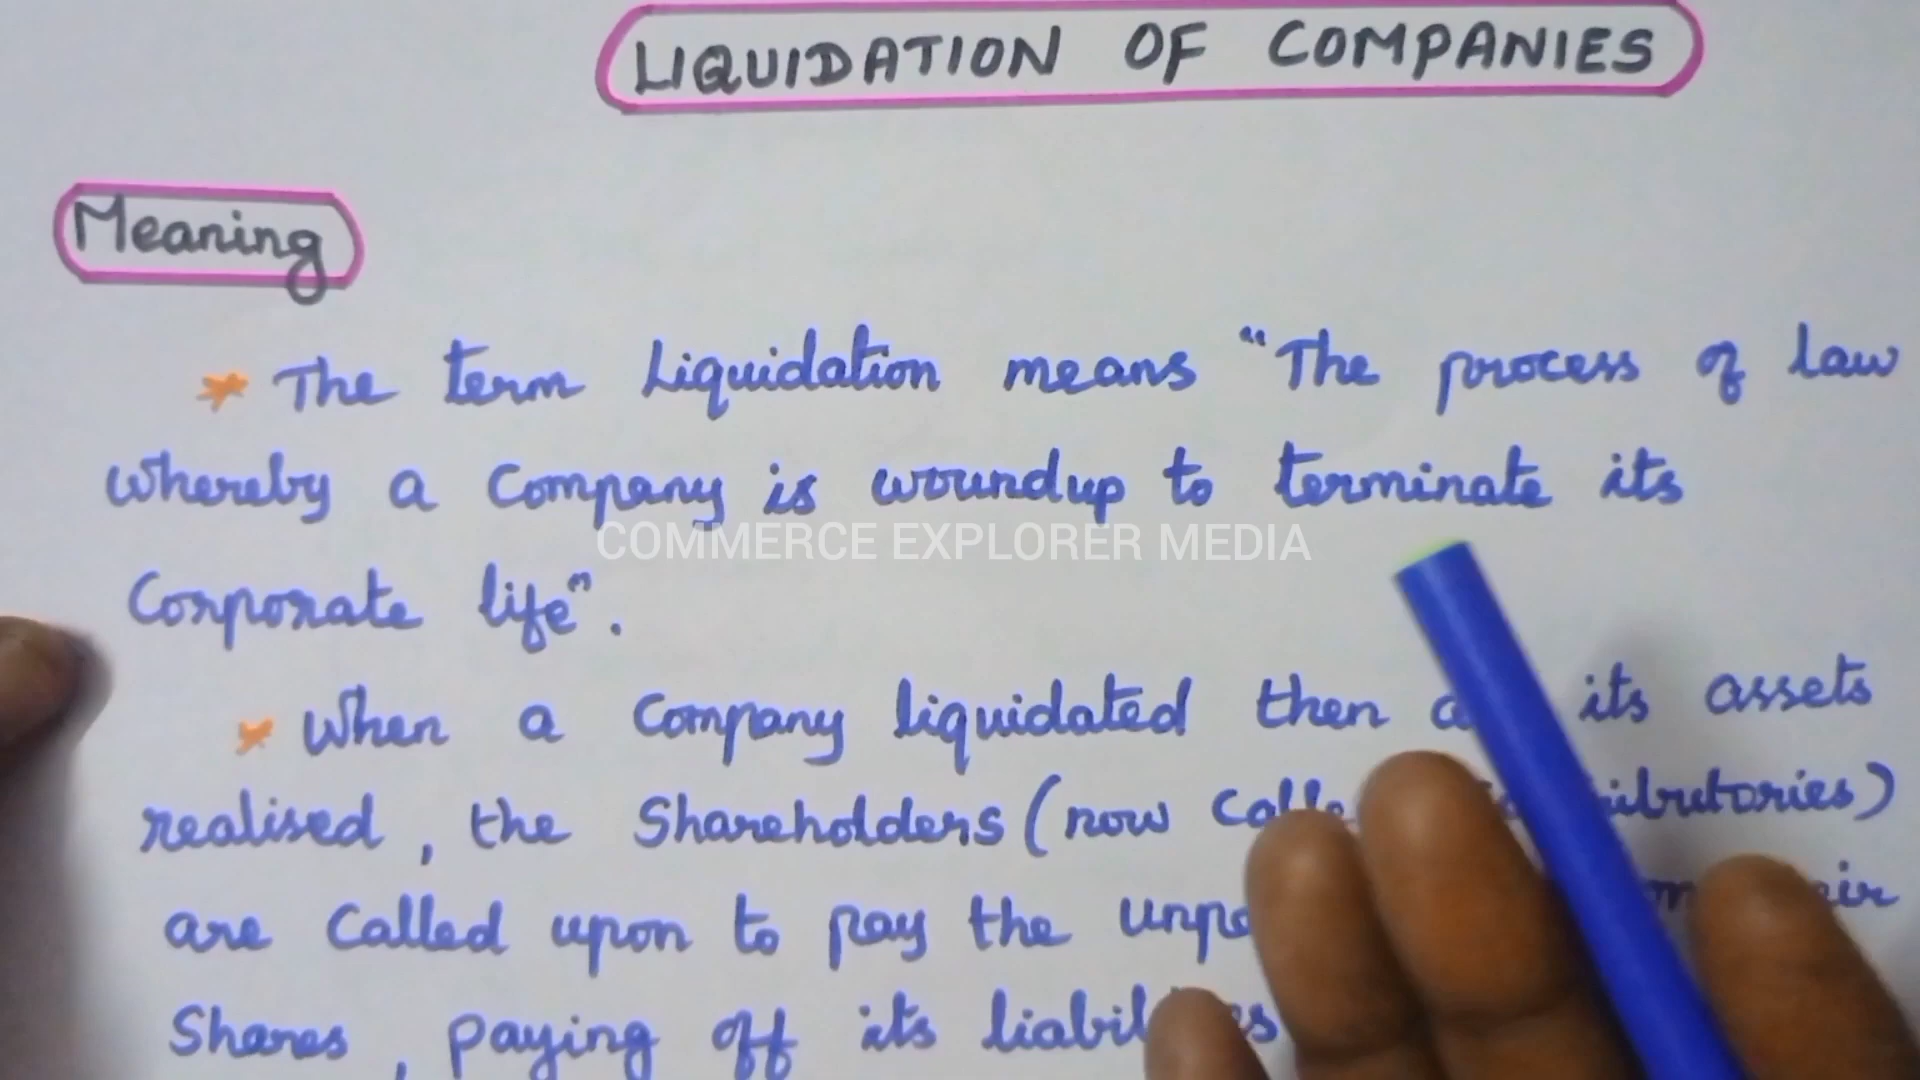 LIQUIDATION OF COMPANIES
Meaning
* The term Liquidation means "The process of law
whereby a Company is woundup to terminate its
COMMERCE EXPLORER MEDIA
Corporate life".
* When a Company liquidated then its assets
realised, the Shareholders (now
are called upon to pay the
Shares, paying off its